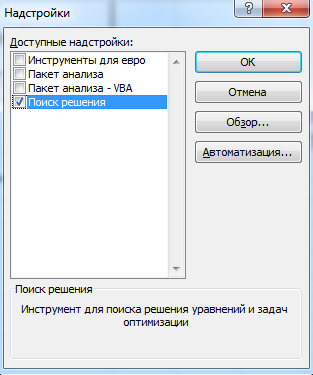 Надстройки
Доступные надстройки:
Инструменты для евро
Пакет анализа
Пакет анализа - VBA
Поиск решения
OK
Отмена
Обзор...
Автоматизация...
Поиск решения
Инструмент для поиска решения уравнений и задач
оптимизации